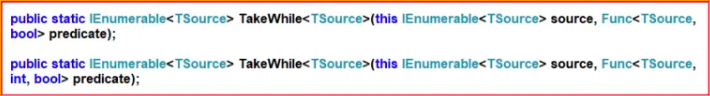 public static IEnumerable<TSource> TakeWhile<TSource>(this IEnumerable<TSource> source, Func<TSource,
bool> predicate);
public static IEnumerable<TSource> TakeWhile<TSource>(this IEnumerable<TSource> source, Func<TSource,
int, bool> predicate);